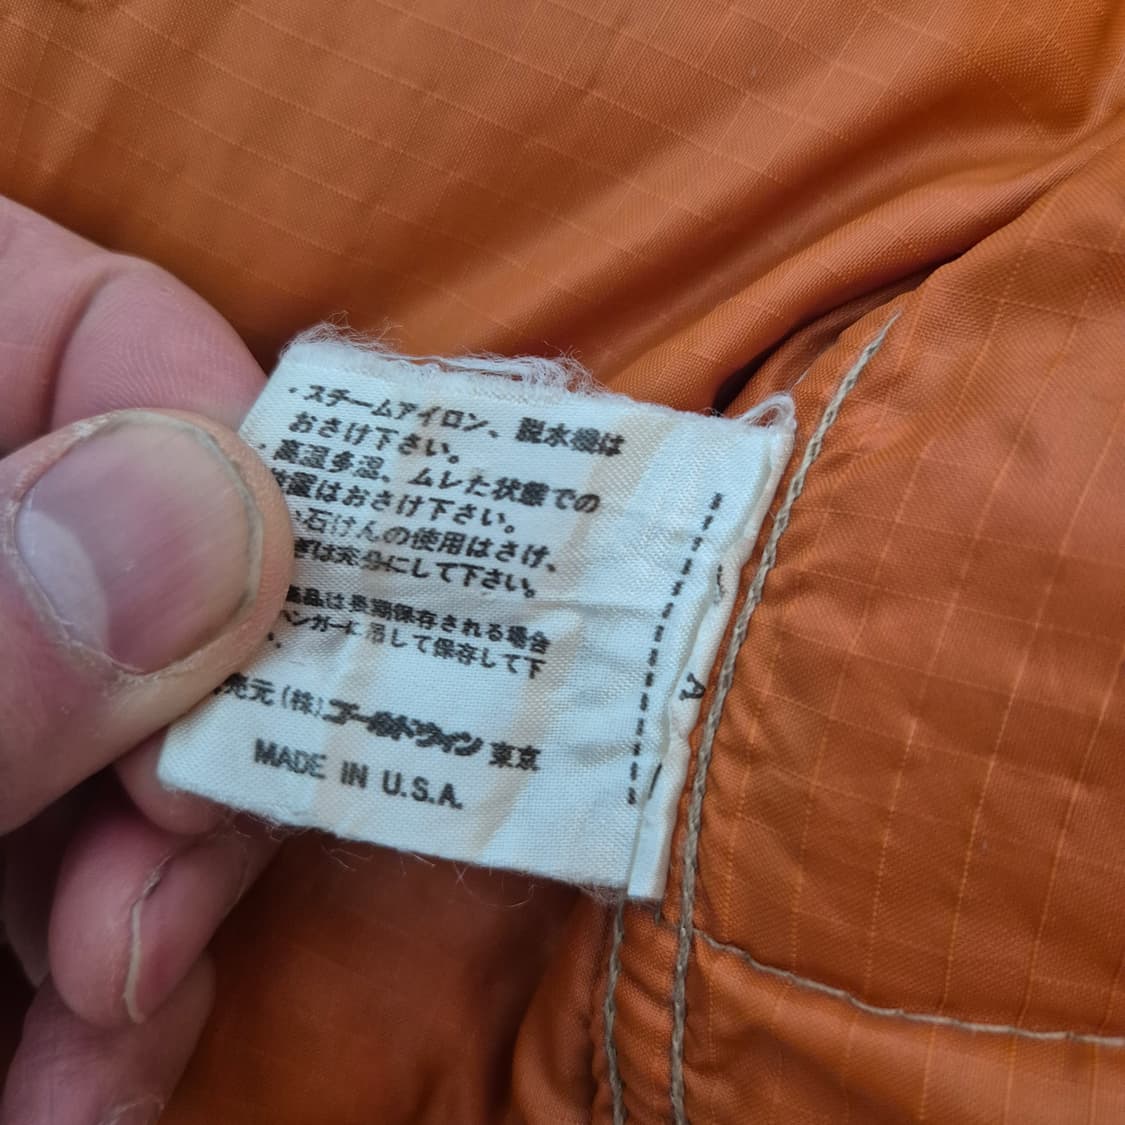 ・スチームアイロン、脱水機は
おさけ下さい。
・高温多湿、ムレた状態での
放置はおさけ下さい。
石けんの使用はさけ、
ぎは充分にして下さい。
製品は長期保存される場合
ハンガーに吊して保存して下
発売元(株)ゴールドウィン 東京
MADE IN U.S.A.
A